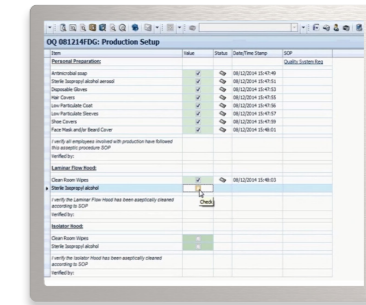 OQ 081214FDG: Production Setup
Item Value Status Date/Time Stamp SOP
Personal Preparation: Quality System Req
Antimicrobial soap 08/12/2014 15:47:49
Sterile Isopropyl alcohol aerosol 08/12/2014 15:47:51
Disposable Gloves 08/12/2014 15:47:53
Hair Covers 08/12/2014 15:47:55
Low Particulate Coat 08/12/2014 15:47:56
Low Particulate Sleeves 08/12/2014 15:47:57
Shoe Covers 08/12/2014 15:47:59
Face Mask and/or Beard Cover 08/12/2014 15:48:01
I verify all employees involved with production have followed
this asceptic procedure SOP
Verified by:
Laminar Flow Hood:
Clean Room Wipes 08/12/2014 15:48:03
Sterile Isopropyl alcohol
Check
I verify the Laminar Flow Hood has been aseptically cleaned
according to SOP
Verified by:
Isolator Hood:
Clean Room Wipes
Sterile Isopropyl alcohol
I verify the Isolator Hood has been aseptically cleaned
according to SOP
Verified by: